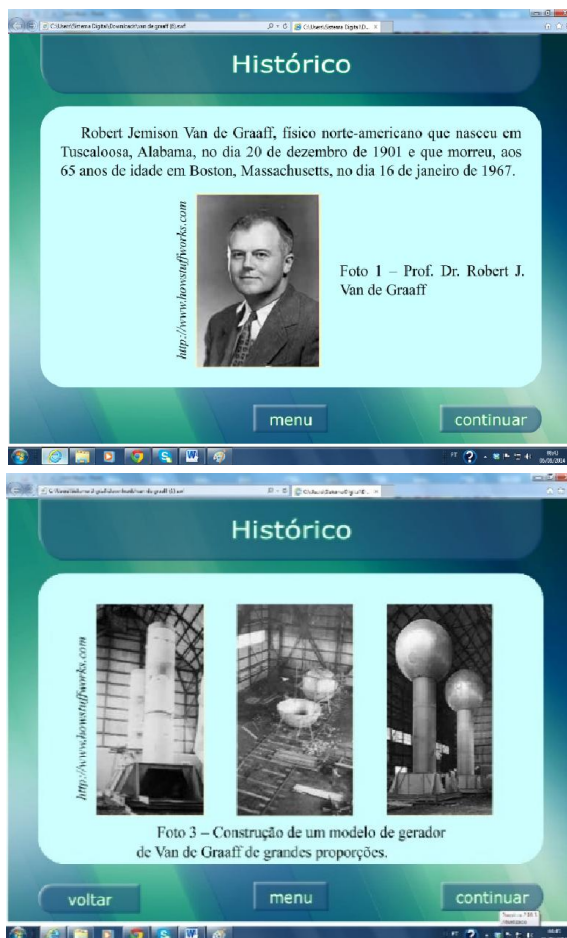 Histórico
Robert Jemison Van de Graaff, físico norte-americano que nasceu em
Tuscaloosa, Alabama, no dia 20 de dezembro de 1901 e que morreu, aos
65 anos de idade em Boston, Massachusetts, no dia 16 de janeiro de 1967.
http://www.howstuffworks.com
Foto 1 – Prof. Dr. Robert J.
Van de Graaff
menu
continuar
PT
Histórico
http://www.howstuffworks.com
Foto 3 – Construção de um modelo de gerador
de Van de Graaff de grandes proporções.
voltar
menu
continuar